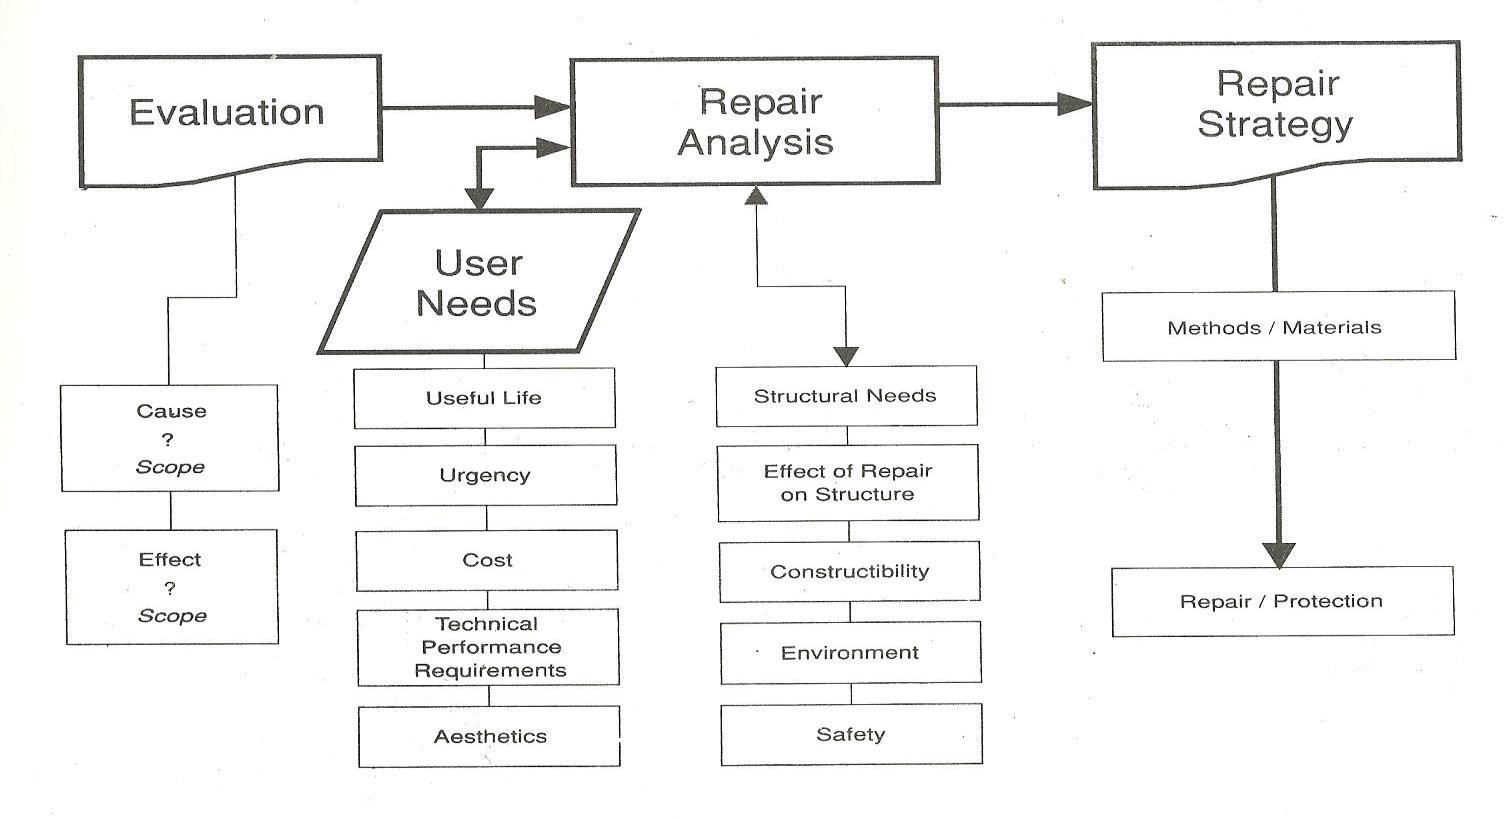 Evaluation
Repair
Analysis
Repair
Strategy
User
Needs
Cause
?
Scope
Effect
?
Scope
Useful Life
Urgency
Cost
Technical
Performance
Requirements
Aesthetics
Structural Needs
Effect of Repair
on Structure
Constructibility
Environment
Safety
Methods / Materials
Repair / Protection